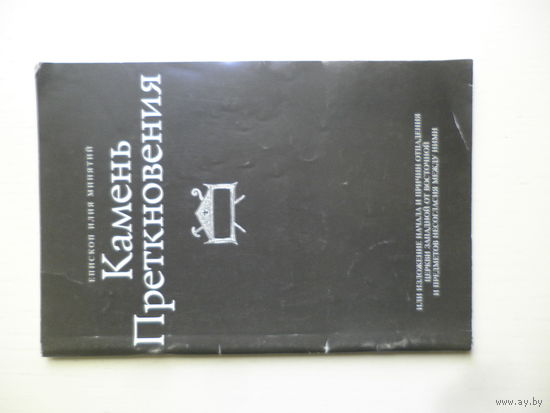 ЕПИСКОП ИЛИЯ МИНЯТИЙ
Камень
Преткновения
ИЛИ ИЗЛОЖЕНИЕ НАЧАЛА И ПРИЧИН ОТПАДЕНИЯ
ЦЕРКВИ ЗАПАДНОЙ ОТ ВОСТОЧНОЙ
И ПРЕДМЕТОВ НЕСОГЛАСИЯ МЕЖДУ НИМИ
www.ay.by